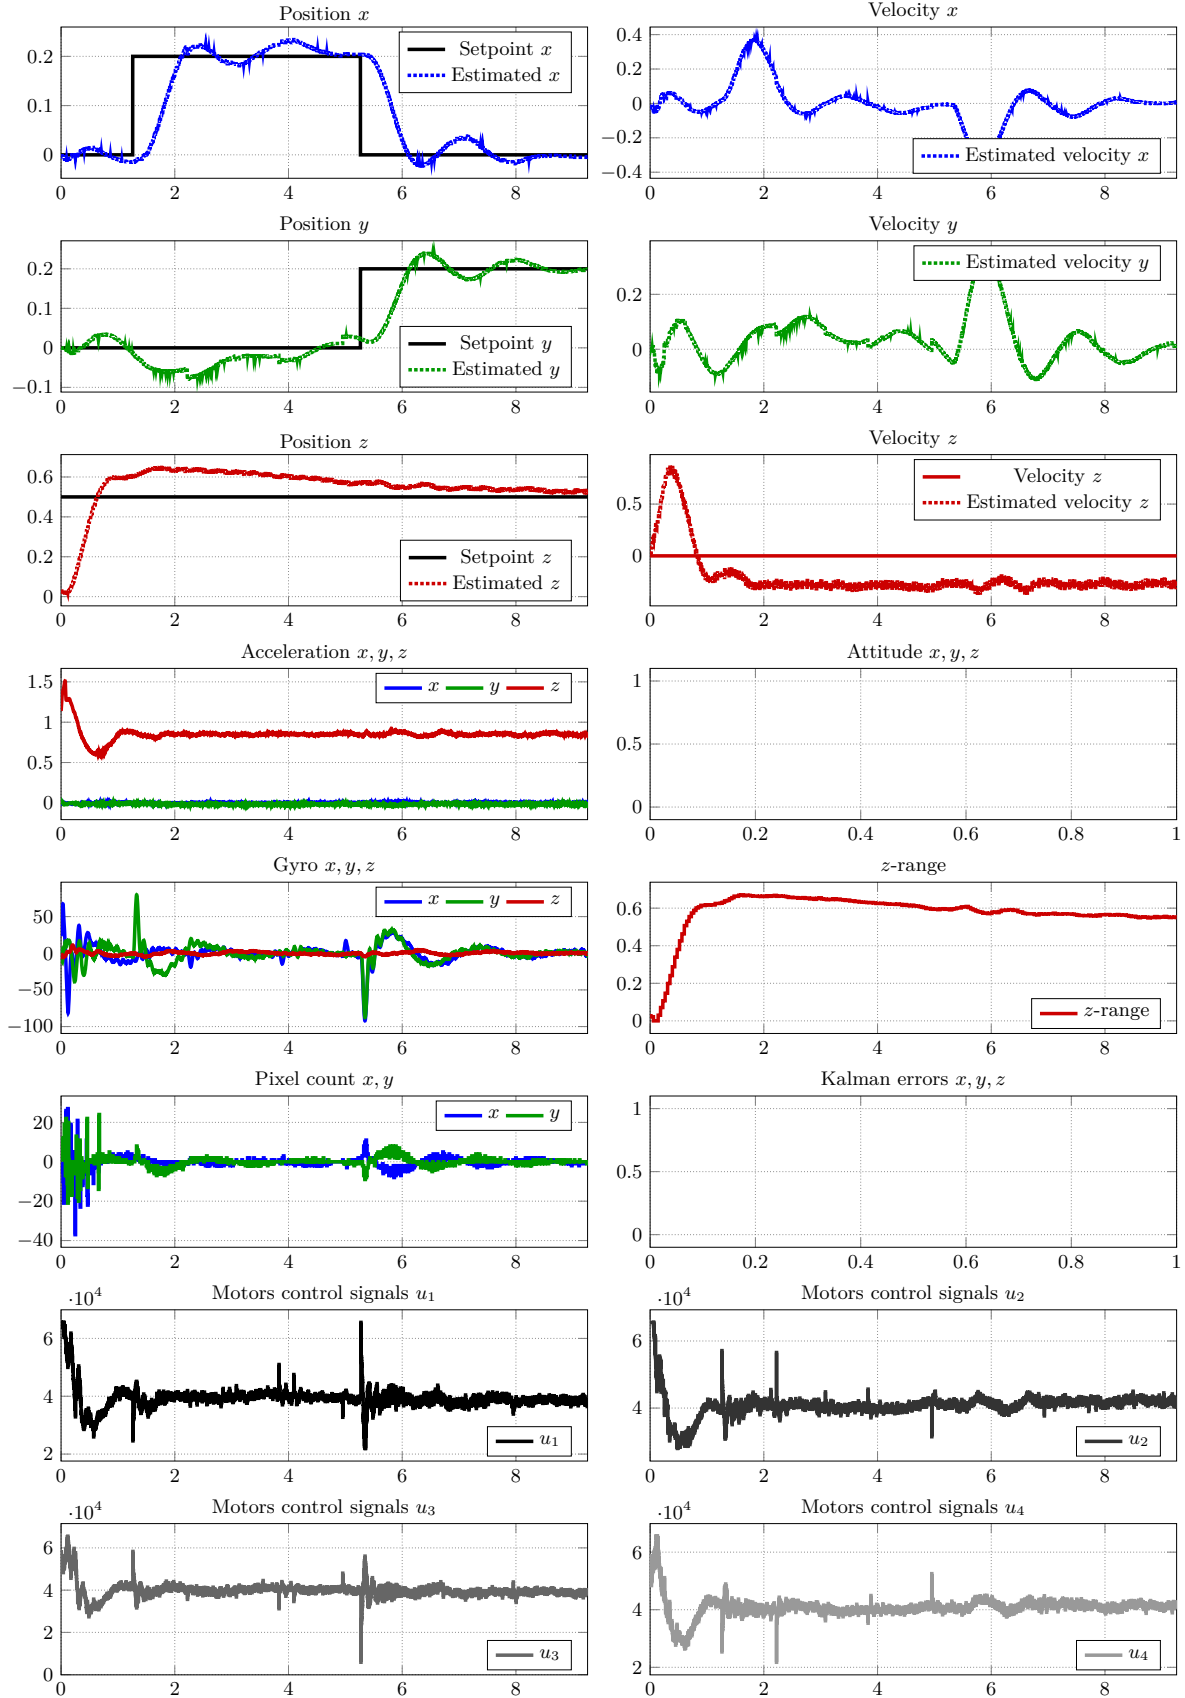 Position x
0.2
0.1
0
Setpoint x
Estimated x
0 2 4 6 8
Velocity x
0.4
0.2
0
−0.2
−0.4
Estimated velocity x
0 2 4 6 8
Position y
0.2
0.1
0
−0.1
Setpoint y
Estimated y
0 2 4 6 8
Velocity y
0.2
0
Estimated velocity y
0 2 4 6 8
Position z
0.6
0.4
0.2
0
Setpoint z
Estimated z
0 2 4 6 8
Velocity z
0.5
0
Velocity z
Estimated velocity z
0 2 4 6 8
Acceleration x, y, z
1.5
1
0.5
0
x y z
0 2 4 6 8
Attitude x, y, z
1
0.5
0
0 0.2 0.4 0.6 0.8 1
Gyro x, y, z
50
0
−50
−100
x y z
0 2 4 6 8
z-range
0.6
0.4
0.2
0
z-range
0 2 4 6 8
Pixel count x, y
20
0
−20
−40
x y
0 2 4 6 8
Kalman errors x, y, z
1
0.5
0
0 0.2 0.4 0.6 0.8 1
Motors control signals u₁
·10⁴
6
4
2
u₁
0 2 4 6 8
Motors control signals u₂
·10⁴
6
4
u₂
0 2 4 6 8
Motors control signals u₃
·10⁴
6
4
2
0
u₃
0 2 4 6 8
Motors control signals u₄
·10⁴
6
4
2
u₄
0 2 4 6 8